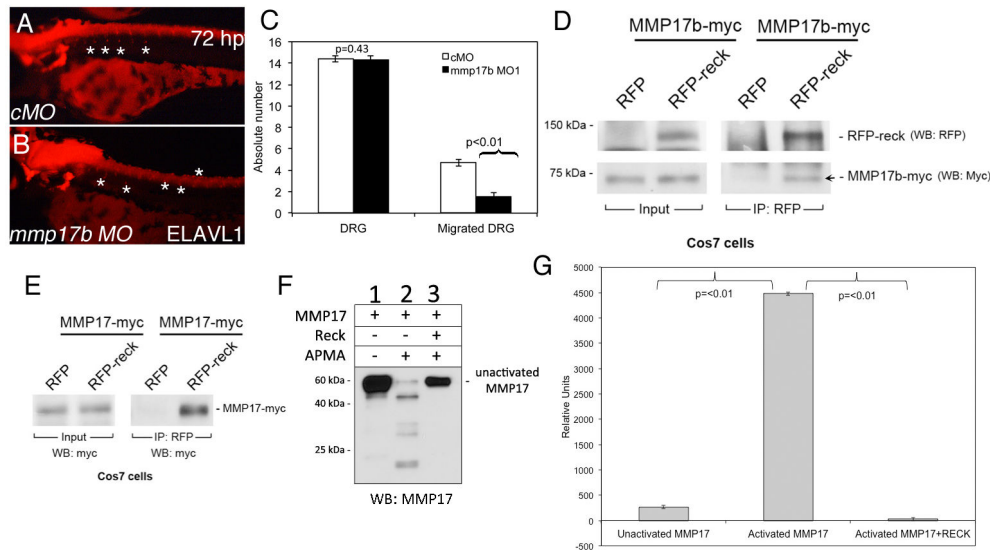 A
72 hp
* * * *
cMO
B
* * * * *
mmp17b MO
ELAVL1
C
Absolute number
16
14
12
10
8
6
4
2
0
p=0.43
cMO
mmp17b MO1
p<0.01
DRG
Migrated DRG
D
MMP17b-myc
MMP17b-myc
RFP
RFP-reck
RFP
RFP-reck
150 kDa -
- RFP-reck (WB: RFP)
75 kDa -
- MMP17b-myc (WB: Myc)
Input
IP: RFP
Cos7 cells
E
MMP17-myc
MMP17-myc
RFP
RFP-reck
RFP
RFP-reck
- MMP17-myc
Input
IP: RFP
WB: myc
WB: myc
Cos7 cells
F
1 2 3
MMP17 + + +
Reck +
APMA - + +
60 kDa -
- unactivated
MMP17
40 kDa -
25 kDa -
WB: MMP17
G
Relative Units
5000
4500
4000
3500
3000
2500
2000
1500
1000
500
0
-500
p=<0.01
p=<0.01
Unactivated MMP17
Activated MMP17
Activated MMP17+RECK